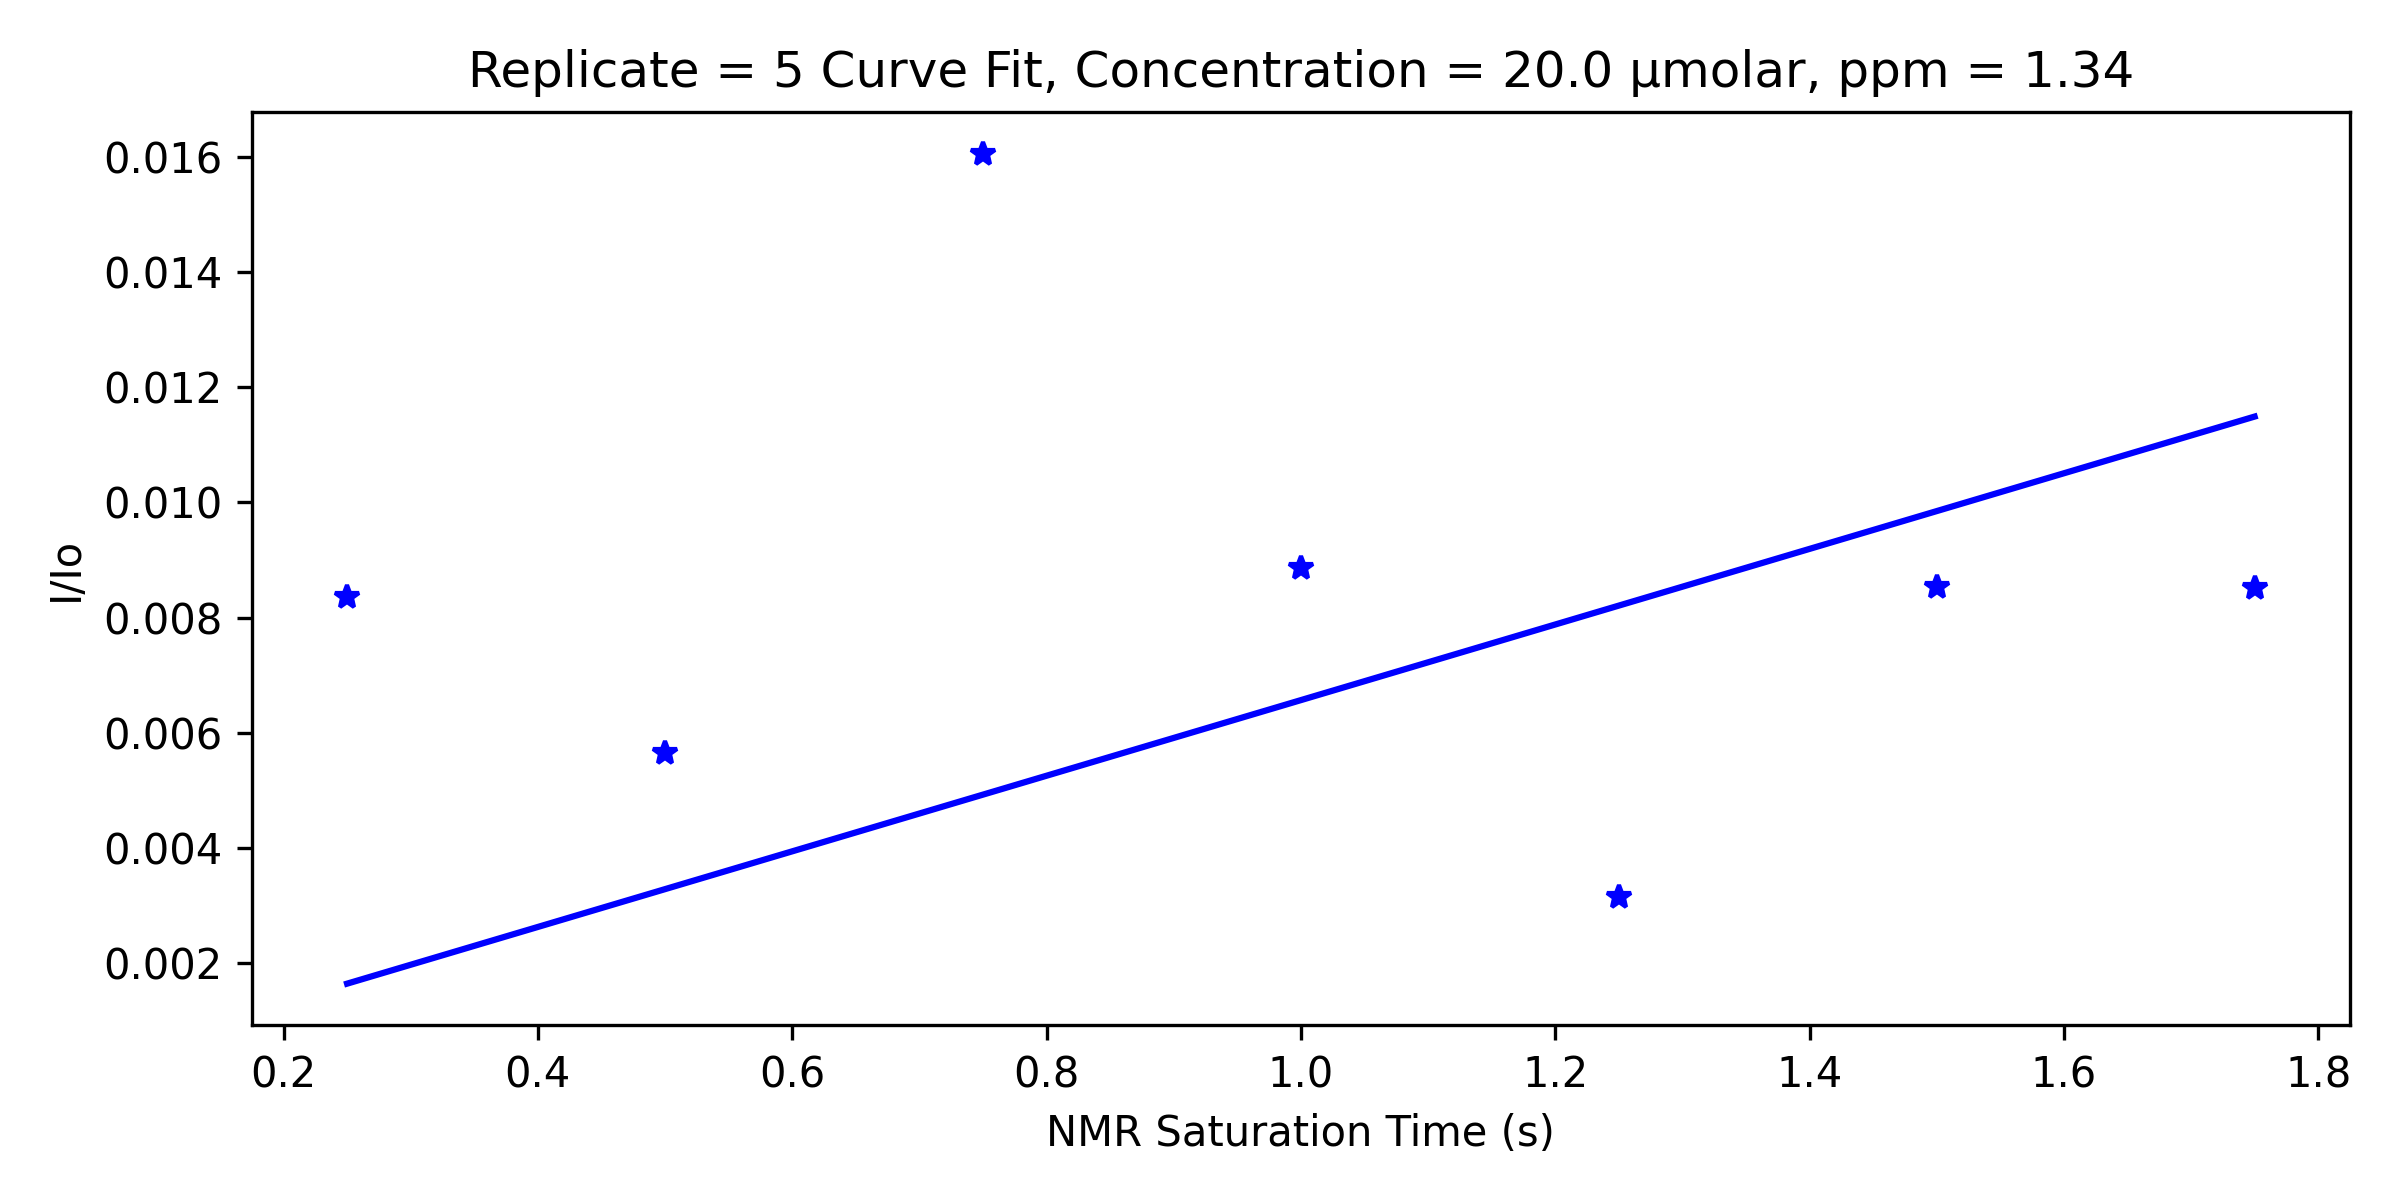 Replicate = 5 Curve Fit, Concentration = 20.0 µmolar, ppm = 1.34
0.016
0.014
0.012
0.010
0.008
0.006
0.004
0.002
I/Io
0.2 0.4 0.6 0.8 1.0 1.2 1.4 1.6 1.8
NMR Saturation Time (s)